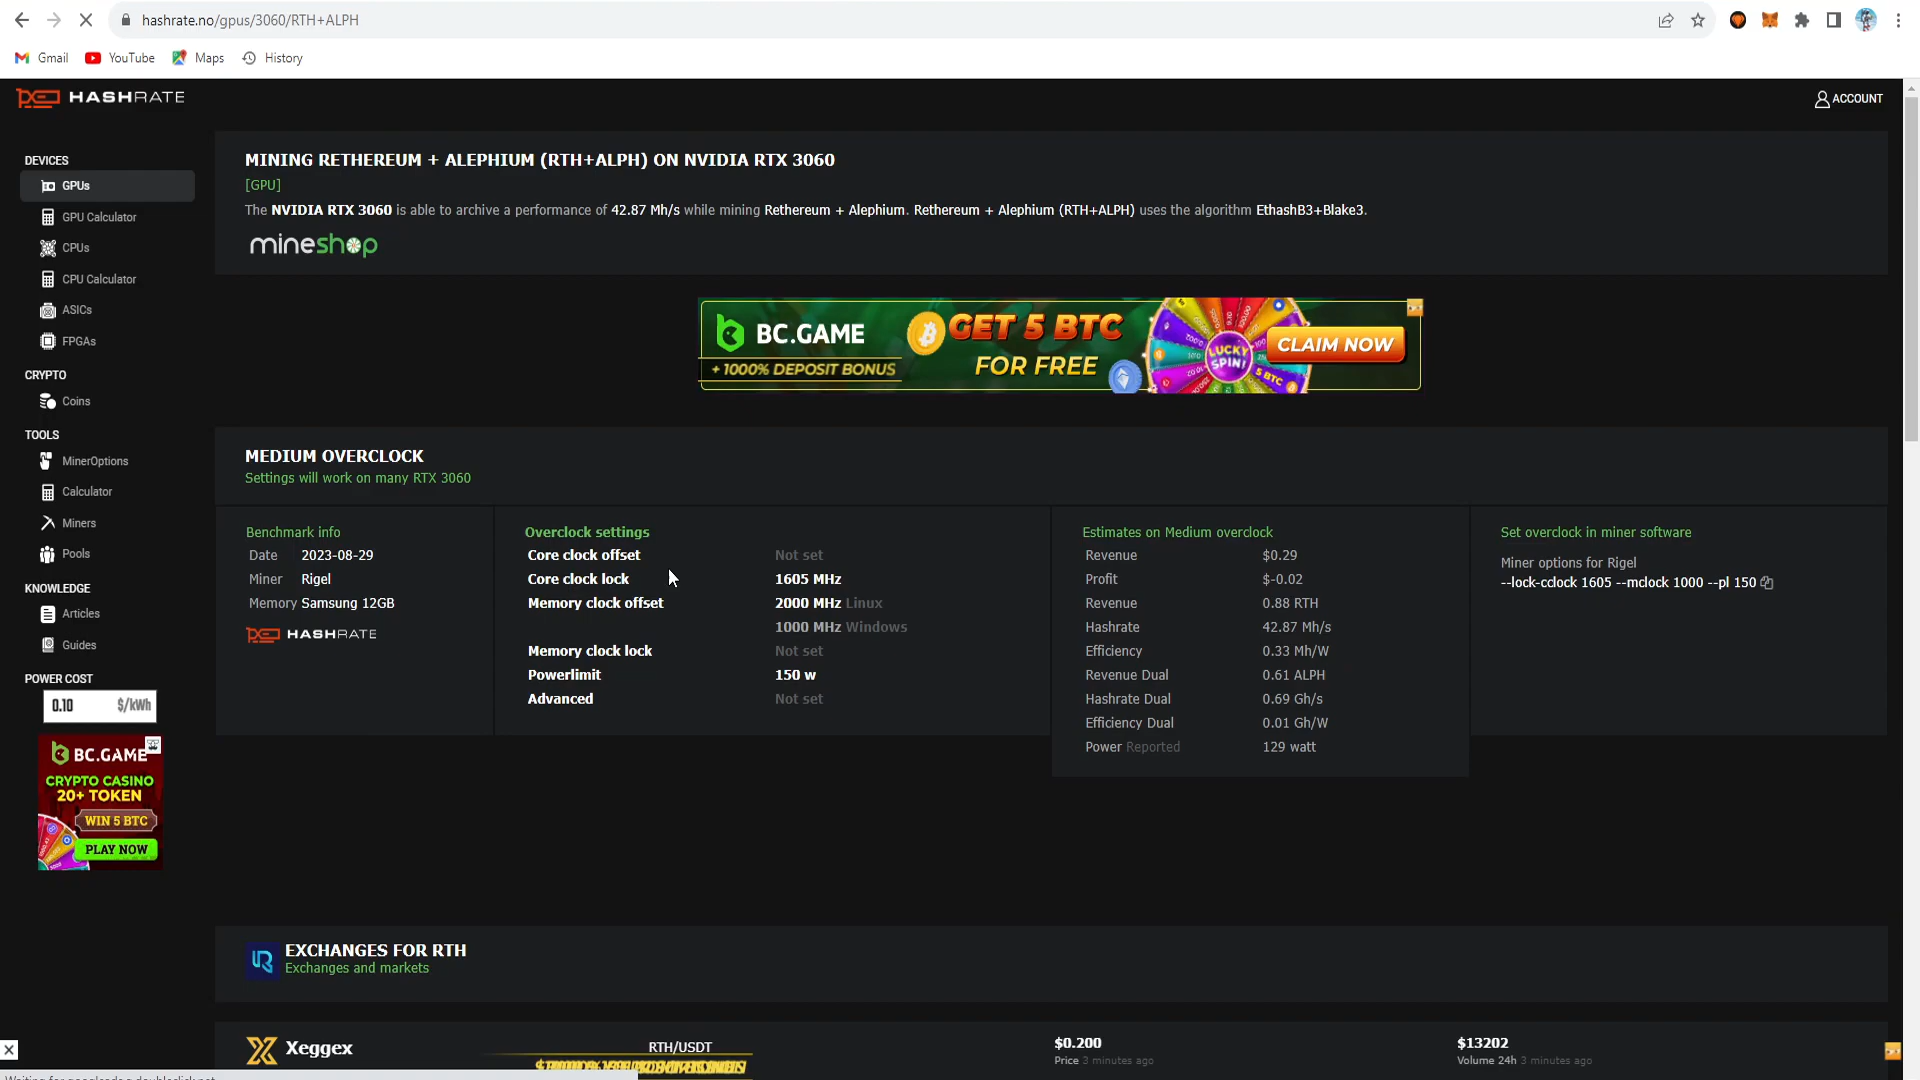 hashrate.no/gpus/3060/RTH+ALPH
Gmail YouTube Maps History
HASHRATE
ACCOUNT
DEVICES
GPUs
GPU Calculator
CPUs
CPU Calculator
ASICs
FPGAs
CRYPTO
Coins
TOOLS
MinerOptions
Calculator
Miners
Pools
KNOWLEDGE
Articles
Guides
POWER COST
0.10 $/kWh
BC.GAME
CRYPTO CASINO
20+ TOKEN
WIN 5 BTC
PLAY NOW
MINING RETHEREUM + ALEPHIUM (RTH+ALPH) ON NVIDIA RTX 3060
[GPU]
The NVIDIA RTX 3060 is able to archive a performance of 42.87 Mh/s while mining Rethereum + Alephium. Rethereum + Alephium (RTH+ALPH) uses the algorithm EthashB3+Blake3.
mineshop
BC.GAME
+ 1000% DEPOSIT BONUS
GET 5 BTC
FOR FREE
LUCKY
SPIN!
5 BTC
CLAIM NOW
MEDIUM OVERCLOCK
Settings will work on many RTX 3060
Benchmark info
Date 2023-08-29
Miner Rigel
Memory Samsung 12GB
HASHRATE
Overclock settings
Core clock offset Not set
Core clock lock 1605 MHz
Memory clock offset 2000 MHz Linux
1000 MHz Windows
Memory clock lock Not set
Powerlimit 150 w
Advanced Not set
Estimates on Medium overclock
Revenue $0.29
Profit $-0.02
Revenue 0.88 RTH
Hashrate 42.87 Mh/s
Efficiency 0.33 Mh/W
Revenue Dual 0.61 ALPH
Hashrate Dual 0.69 Gh/s
Efficiency Dual 0.01 Gh/W
Power Reported 129 watt
Set overclock in miner software
Miner options for Rigel
--lock-cclock 1605 --mclock 1000 --pl 150
EXCHANGES FOR RTH
Exchanges and markets
Xeggex
RTH/USDT
$0.200
Price 3 minutes ago
$13202
Volume 24h 3 minutes ago